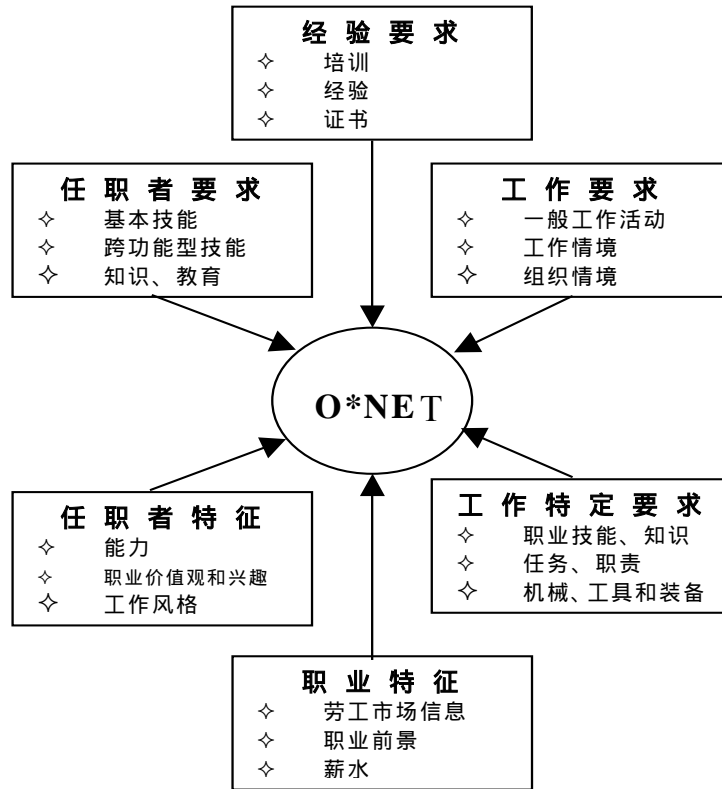 经验要求
✧ 培训
✧ 经验
✧ 证书
任职者要求
✧ 基本技能
✧ 跨功能型技能
✧ 知识、教育
工作要求
✧ 一般工作活动
✧ 工作情境
✧ 组织情境
O*NET
任职者特征
✧ 能力
✧ 职业价值观和兴趣
✧ 工作风格
工作特定要求
✧ 职业技能、知识
✧ 任务、职责
✧ 机械、工具和装备
职业特征
✧ 劳工市场信息
✧ 职业前景
✧ 薪水